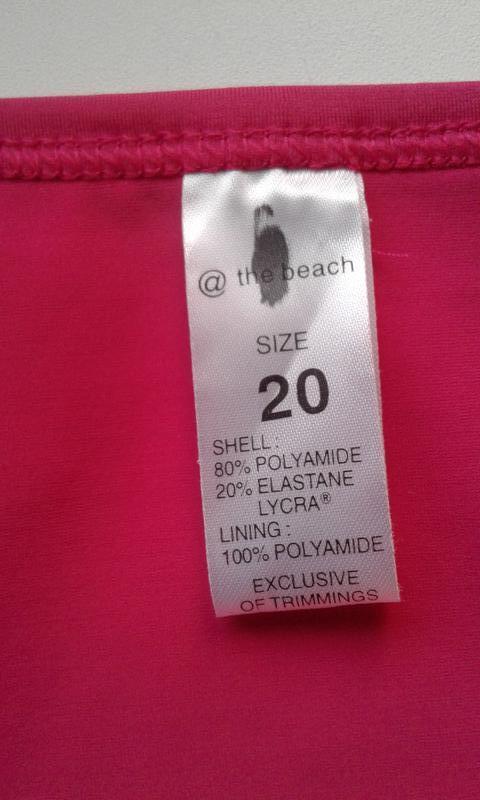 @ the beach
SIZE
20
SHELL:
80% POLYAMIDE
20% ELASTANE
LYCRA®
LINING:
100% POLYAMIDE
EXCLUSIVE
OF TRIMMINGS